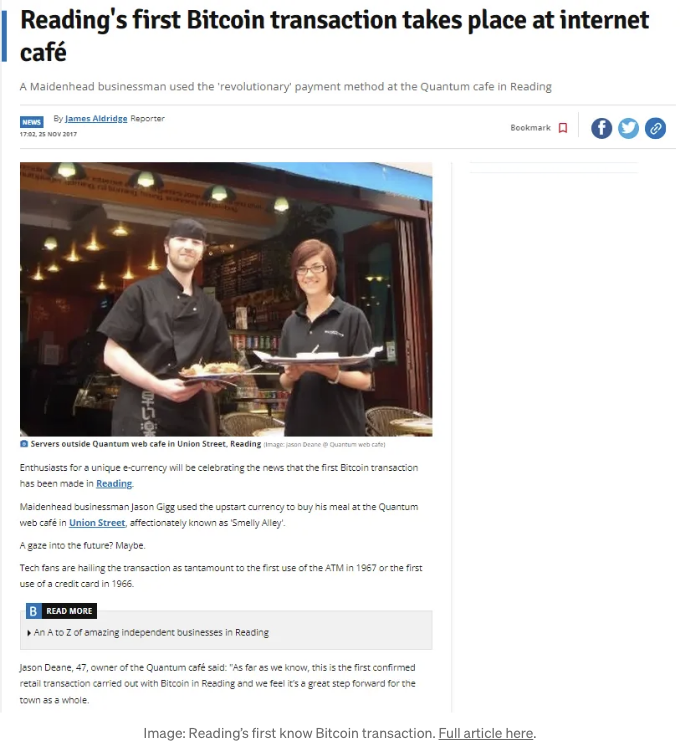 Reading's first Bitcoin transaction takes place at internet
café
A Maidenhead businessman used the 'revolutionary' payment method at the Quantum cafe in Reading
NEWS By James Aldridge Reporter
17:02, 25 NOV 2017
Bookmark
早い
Servers outside Quantum web cafe in Union Street, Reading (Image: Jason Deane @ Quantum web cafe)
Enthusiasts for a unique e-currency will be celebrating the news that the first Bitcoin transaction
has been made in Reading.
Maidenhead businessman Jason Gigg used the upstart currency to buy his meal at the Quantum
web café in Union Street, affectionately known as 'Smelly Alley'.
A gaze into the future? Maybe.
Tech fans are hailing the transaction as tantamount to the first use of the ATM in 1967 or the first
use of a credit card in 1966.
B READ MORE
An A to Z of amazing independent businesses in Reading
Jason Deane, 47, owner of the Quantum café said: "As far as we know, this is the first confirmed
retail transaction carried out with Bitcoin in Reading and we feel it's a great step forward for the
town as a whole.
Image: Reading's first know Bitcoin transaction. Full article here.